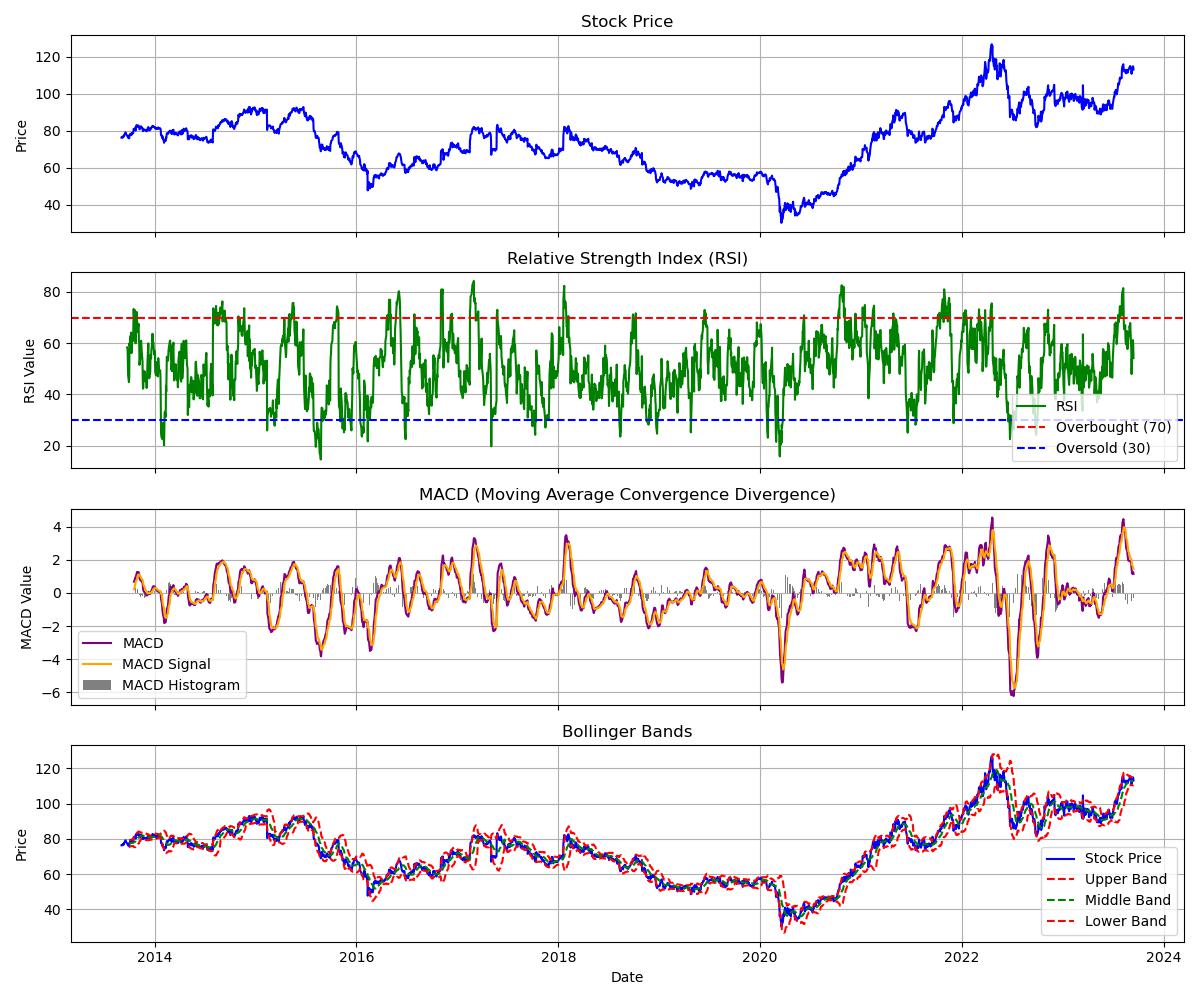 Stock Price
120
100
80
60
40
Price
Relative Strength Index (RSI)
80
60
40
20
RSI Value
RSI
Overbought (70)
Oversold (30)
MACD (Moving Average Convergence Divergence)
4
2
0
−2
−4
−6
MACD Value
MACD
MACD Signal
MACD Histogram
Bollinger Bands
120
100
80
60
40
Price
Stock Price
Upper Band
Middle Band
Lower Band
2014 2016 2018 2020 2022 2024
Date